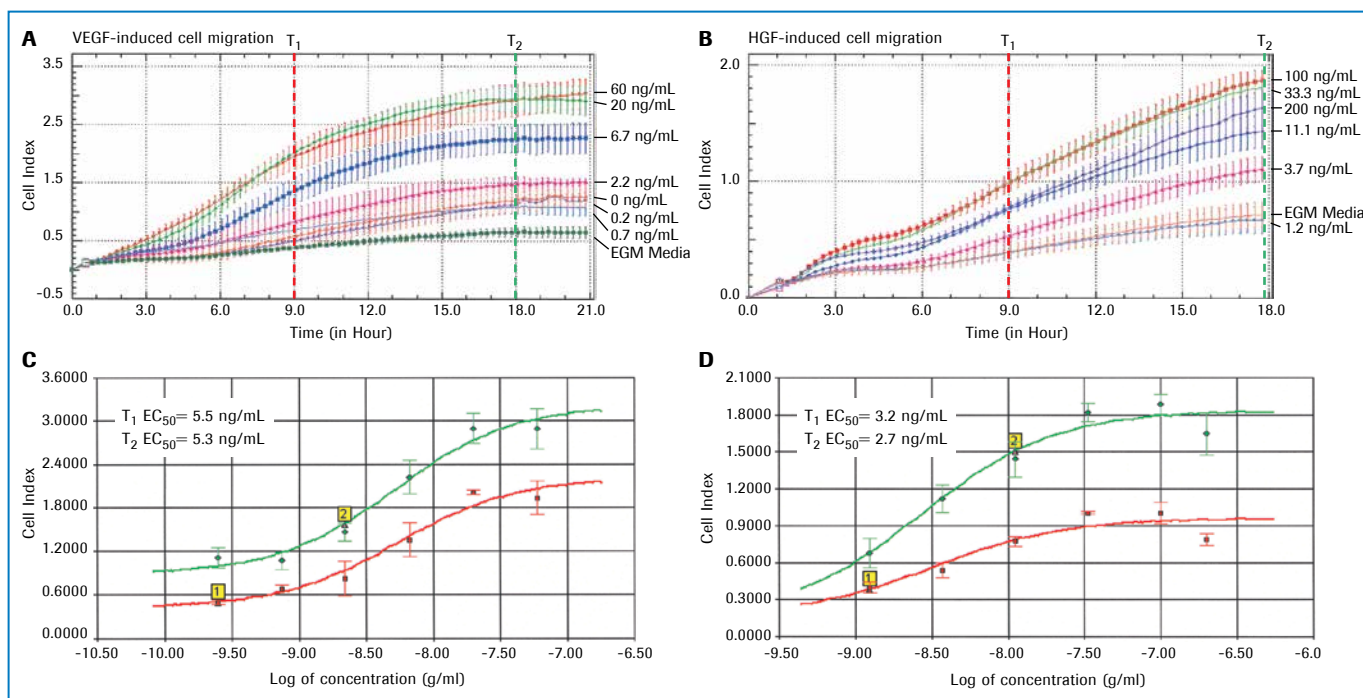 A VEGF-induced cell migration T1 T2
3.5
2.5
1.5
0.5
-0.5
Cell Index
0.0 3.0 6.0 9.0 12.0 15.0 18.0 21.0
Time (in Hour)
60 ng/mL
20 ng/mL
6.7 ng/mL
2.2 ng/mL
0 ng/mL
0.2 ng/mL
0.7 ng/mL
EGM Media
B HGF-induced cell migration T1 T2
2.0
1.0
0.0
Cell Index
0.0 3.0 6.0 9.0 12.0 15.0 18.0
Time (in Hour)
100 ng/mL
33.3 ng/mL
200 ng/mL
11.1 ng/mL
3.7 ng/mL
EGM Media
1.2 ng/mL
C
3.6000
3.0000
2.4000
1.8000
1.2000
0.6000
0.0000
Cell Index
T1 EC50= 5.5 ng/mL
T2 EC50= 5.3 ng/mL
2
1
-10.50 -10.00 -9.50 -9.00 -8.50 -8.00 -7.50 -7.00 -6.50
Log of concentration (g/ml)
D
2.1000
1.8000
1.5000
1.2000
0.9000
0.6000
0.3000
0.0000
Cell Index
T1 EC50= 3.2 ng/mL
T2 EC50= 2.7 ng/mL
2
1
-9.50 -9.00 -8.50 -8.00 -7.50 -7.00 -6.50 -6.0
Log of concentration (g/ml)